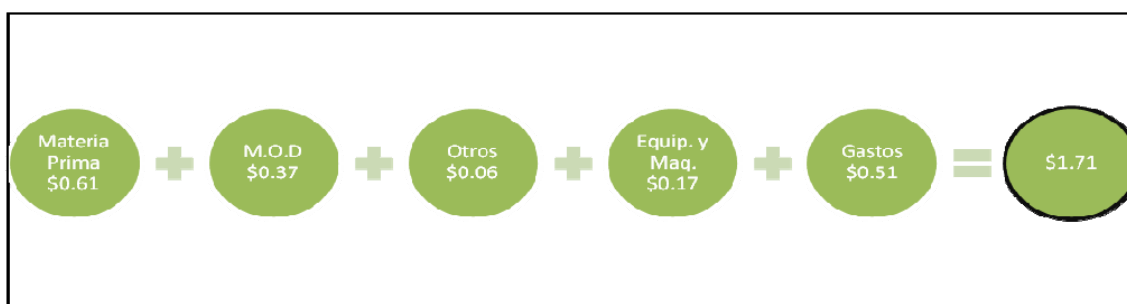 Materia
Prima
$0.61
M.O.D
$0.37
Otros
$0.06
Equip. y
Maq.
$0.17
Gastos
$0.51
$1.71